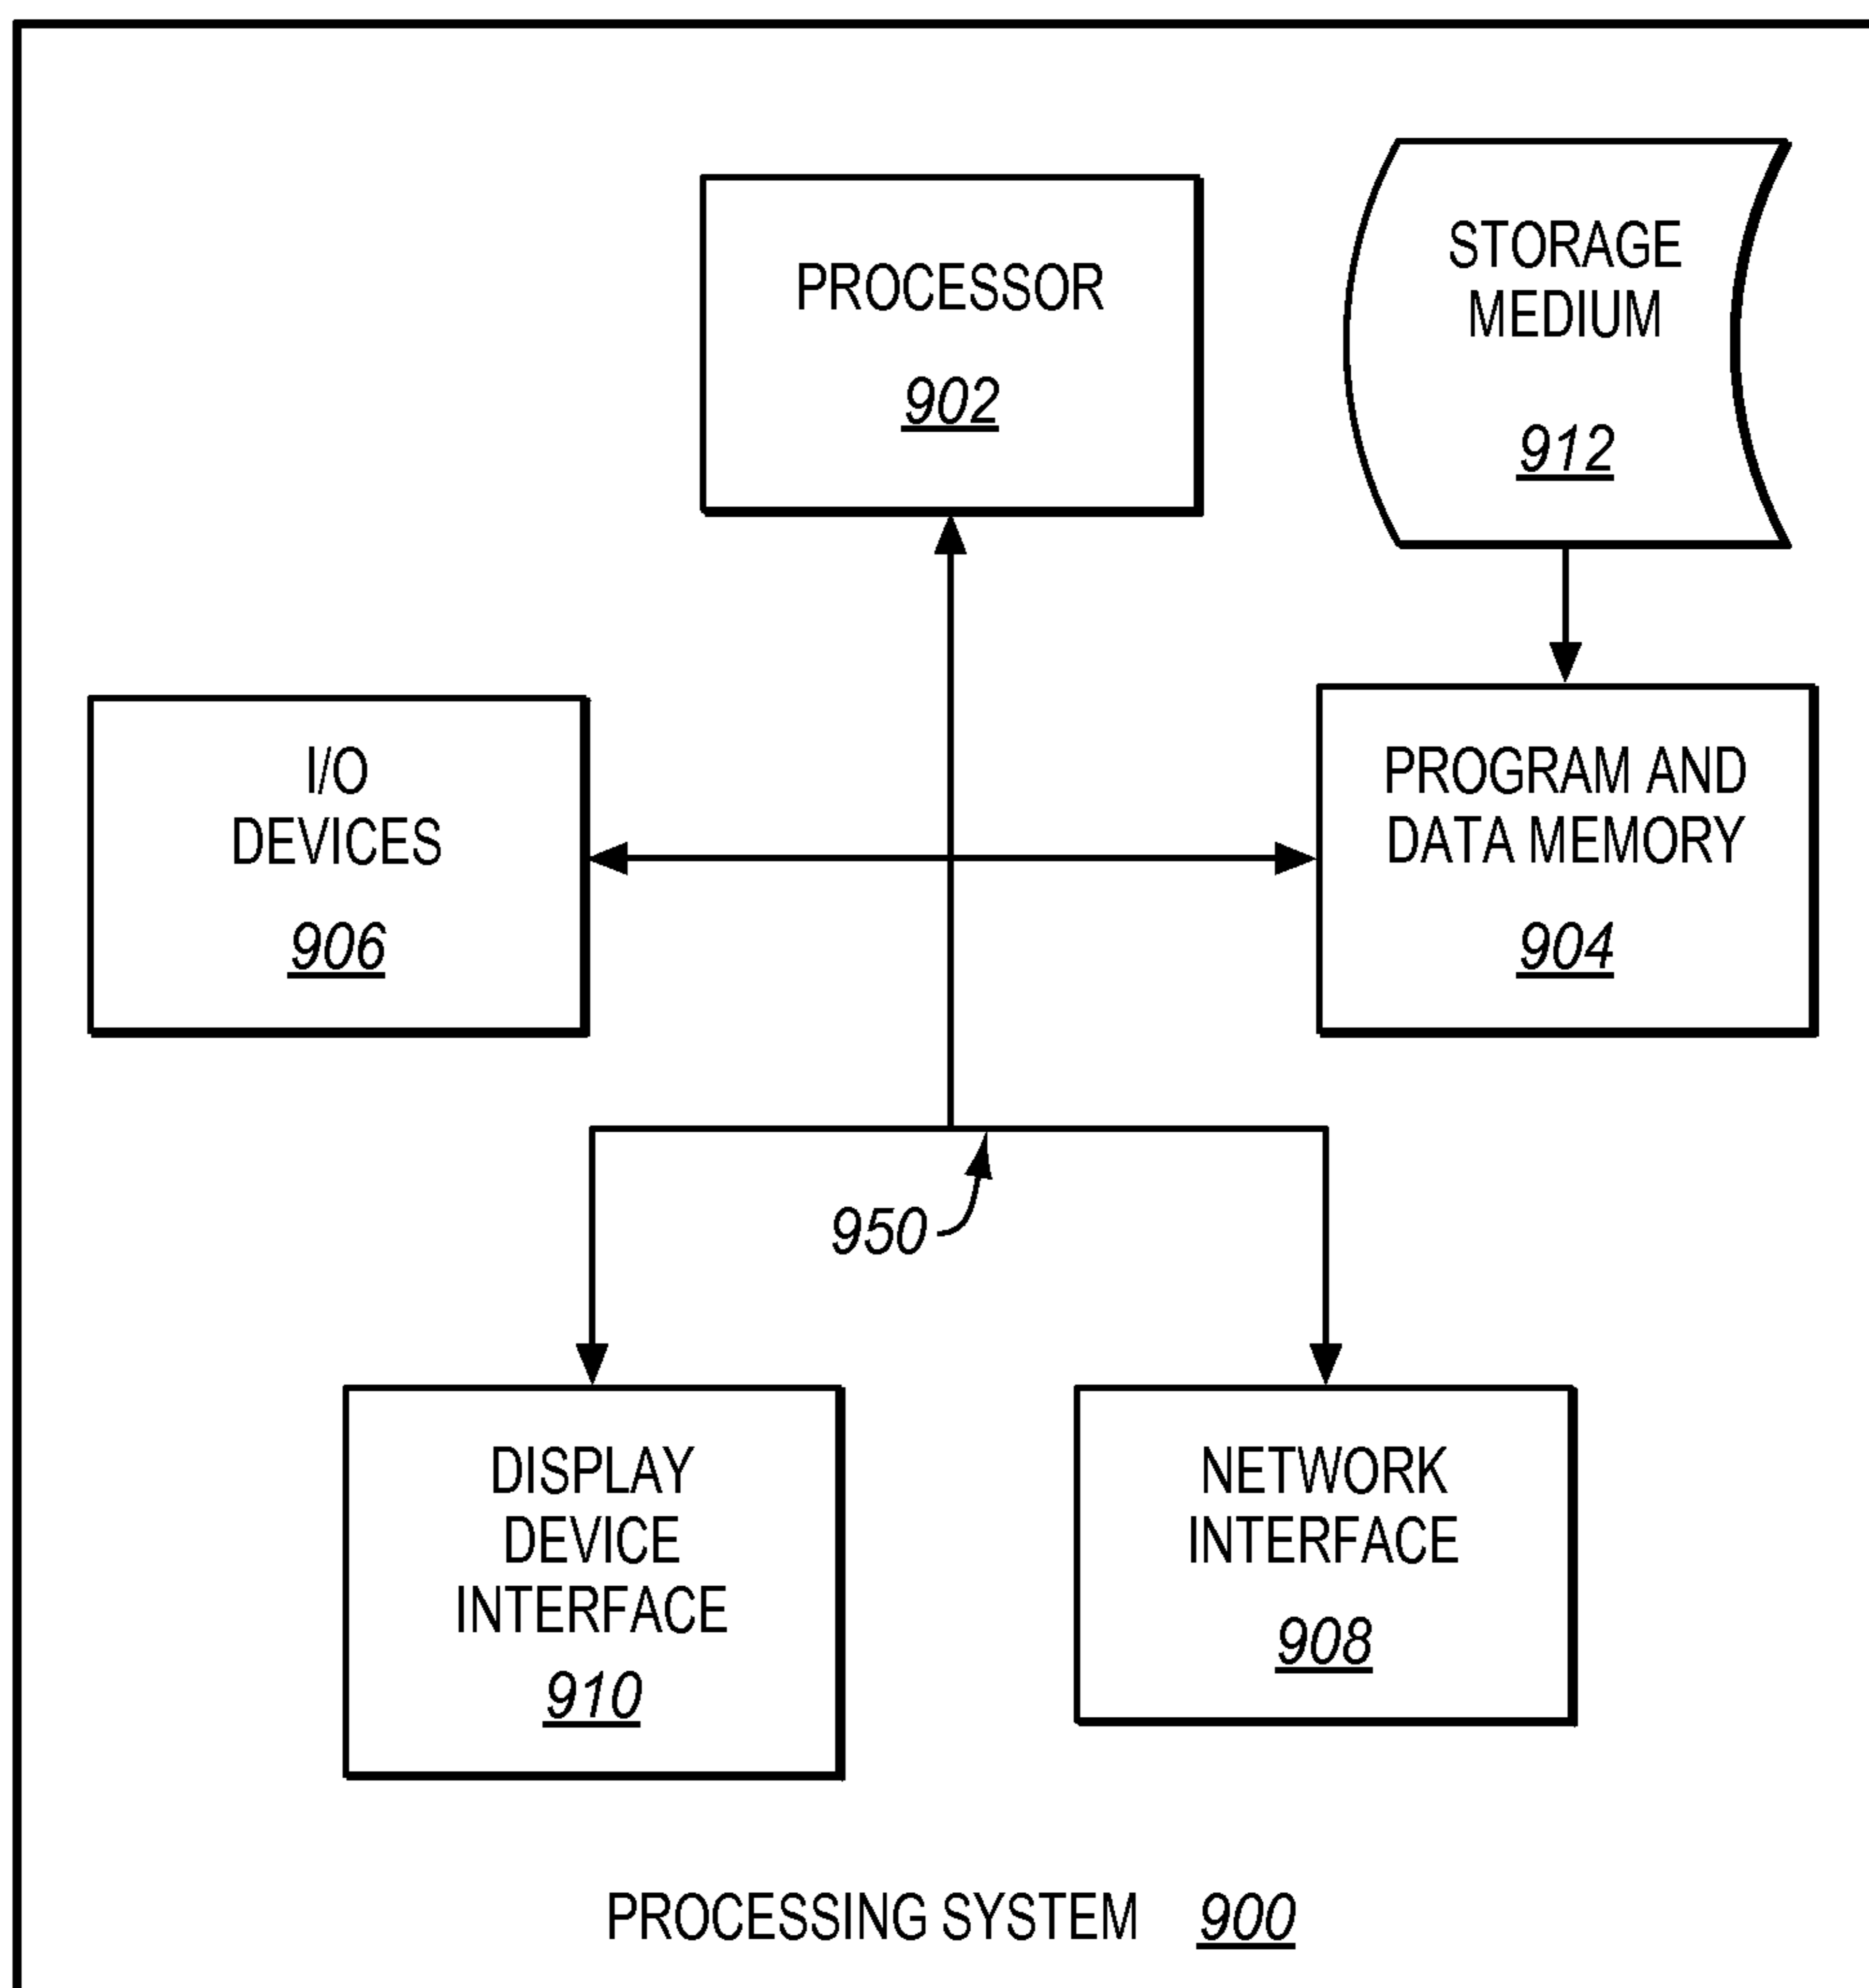 PROCESSOR
902
STORAGE
MEDIUM
912
I/O
DEVICES
906
PROGRAM AND
DATA MEMORY
904
950
DISPLAY
DEVICE
INTERFACE
910
NETWORK
INTERFACE
908
PROCESSING SYSTEM 900